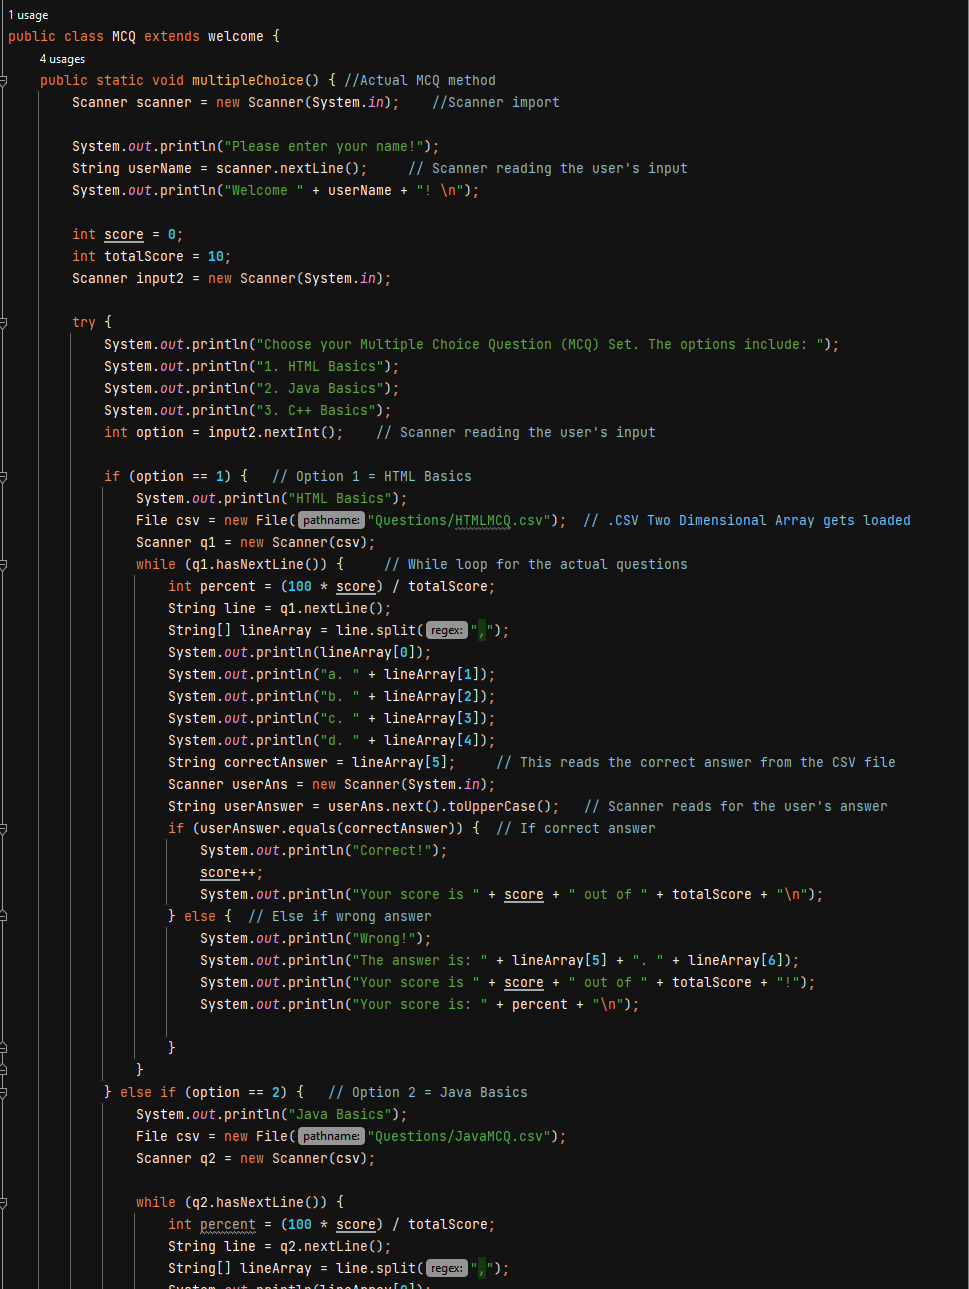 1 usage
public class MCQ extends welcome {
4 usages
public static void multipleChoice() { //Actual MCQ method
Scanner scanner = new Scanner(System.in); //Scanner import
System.out.println("Please enter your name!");
String userName = scanner.nextLine(); // Scanner reading the user's input
System.out.println("Welcome " + userName + "! \n");
int score = 0;
int totalScore = 10;
Scanner input2 = new Scanner(System.in);
try {
System.out.println("Choose your Multiple Choice Question (MCQ) Set. The options include: ");
System.out.println("1. HTML Basics");
System.out.println("2. Java Basics");
System.out.println("3. C++ Basics");
int option = input2.nextInt(); // Scanner reading the user's input
if (option == 1) { // Option 1 = HTML Basics
System.out.println("HTML Basics");
File csv = new File( pathname: "Questions/HTMLMCQ.csv"); // .CSV Two Dimensional Array gets loaded
Scanner q1 = new Scanner(csv);
while (q1.hasNextLine()) { // While loop for the actual questions
int percent = (100 * score) / totalScore;
String line = q1.nextLine();
String[] lineArray = line.split( regex: ",");
System.out.println(lineArray[0]);
System.out.println("a. " + lineArray[1]);
System.out.println("b. " + lineArray[2]);
System.out.println("c. " + lineArray[3]);
System.out.println("d. " + lineArray[4]);
String correctAnswer = lineArray[5]; // This reads the correct answer from the CSV file
Scanner userAns = new Scanner(System.in);
String userAnswer = userAns.next().toUpperCase(); // Scanner reads for the user's answer
if (userAnswer.equals(correctAnswer)) { // If correct answer
System.out.println("Correct!");
score++;
System.out.println("Your score is " + score + " out of " + totalScore + "\n");
} else { // Else if wrong answer
System.out.println("Wrong!");
System.out.println("The answer is: " + lineArray[5] + ". " + lineArray[6]);
System.out.println("Your score is " + score + " out of " + totalScore + "!");
System.out.println("Your score is: " + percent + "\n");
}
}
} else if (option == 2) { // Option 2 = Java Basics
System.out.println("Java Basics");
File csv = new File( pathname: "Questions/JavaMCQ.csv");
Scanner q2 = new Scanner(csv);
while (q2.hasNextLine()) {
int percent = (100 * score) / totalScore;
String line = q2.nextLine();
String[] lineArray = line.split( regex: ",");
System.out.println(lineArray[0]);